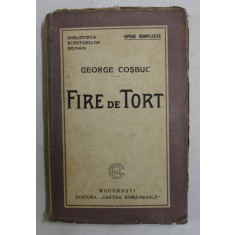 BIBLIOTECA
SCRIITORILOR
ROMÂNI
OPERE COMPLECTE
GEORGE COȘBUC
FIRE DE TORT
BUCUREȘTI
EDITURA „CARTEA ROMÂNEASCĂ"